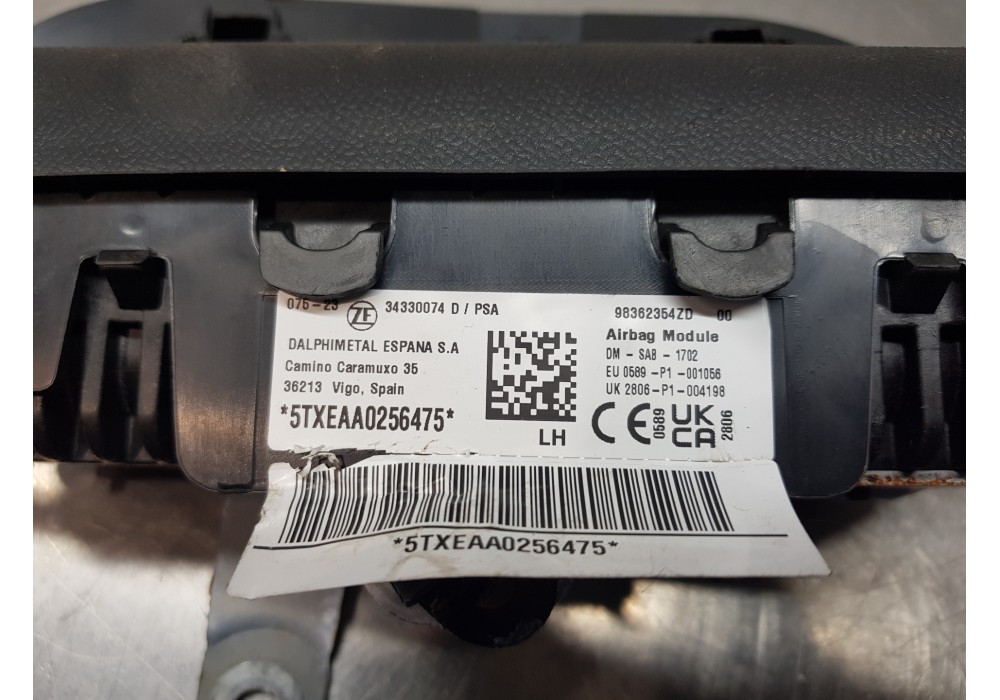 075-23 ZF 34330074 D / PSA
DALPHIMETAL ESPANA S.A
Camino Caramuxo 35
36213 Vigo, Spain
*5TXEAA0256475*
LH
98362354ZD 00
Airbag Module
DM - SAB - 1702
EU 0589 - P1 - 001056
UK 2806 - P1 - 004198
CE 0589 UK CA 2806
*5TXEAA0256475*